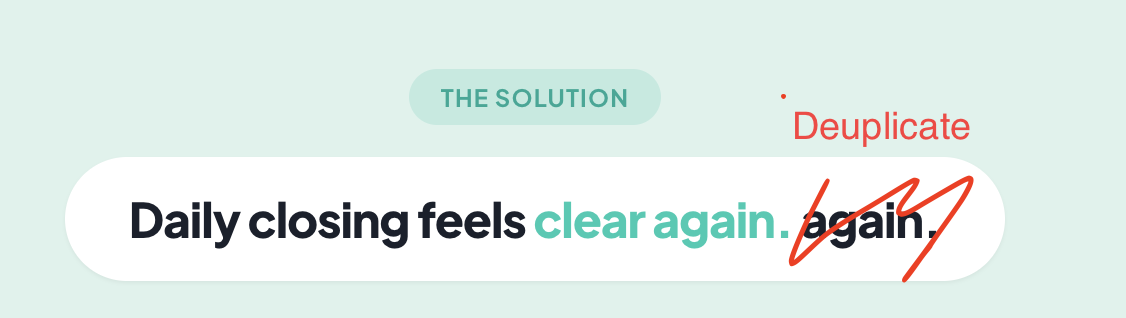 THE SOLUTION
Deuplicate
Daily closing feels clear again. again.